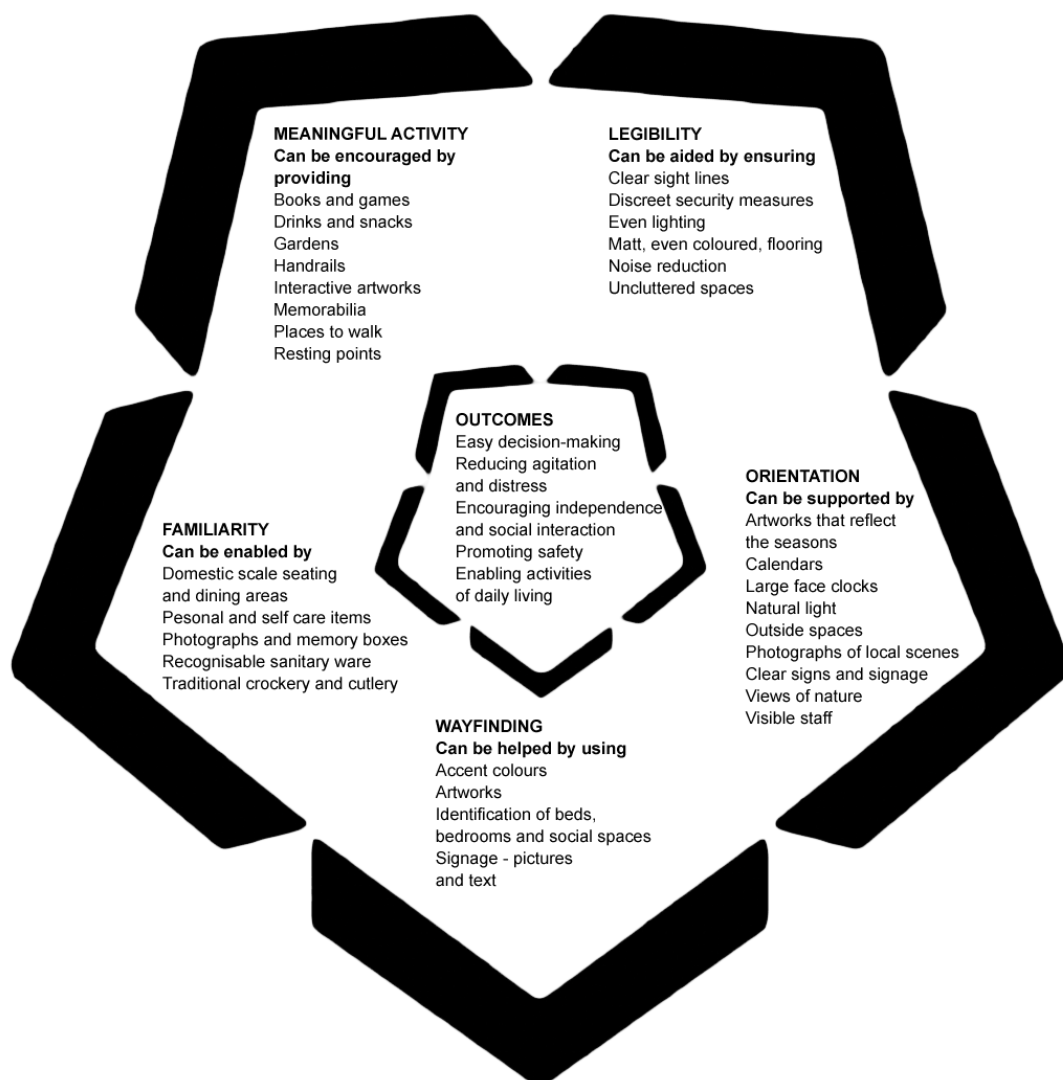 MEANINGFUL ACTIVITY
Can be encouraged by
providing
Books and games
Drinks and snacks
Gardens
Handrails
Interactive artworks
Memorabilia
Places to walk
Resting points
LEGIBILITY
Can be aided by ensuring
Clear sight lines
Discreet security measures
Even lighting
Matt, even coloured, flooring
Noise reduction
Uncluttered spaces
OUTCOMES
Easy decision-making
Reducing agitation
and distress
Encouraging independence
and social interaction
Promoting safety
Enabling activities
of daily living
ORIENTATION
Can be supported by
Artworks that reflect
the seasons
Calendars
Large face clocks
Natural light
Outside spaces
Photographs of local scenes
Clear signs and signage
Views of nature
Visible staff
FAMILIARITY
Can be enabled by
Domestic scale seating
and dining areas
Pesonal and self care items
Photographs and memory boxes
Recognisable sanitary ware
Traditional crockery and cutlery
WAYFINDING
Can be helped by using
Accent colours
Artworks
Identification of beds,
bedrooms and social spaces
Signage - pictures
and text